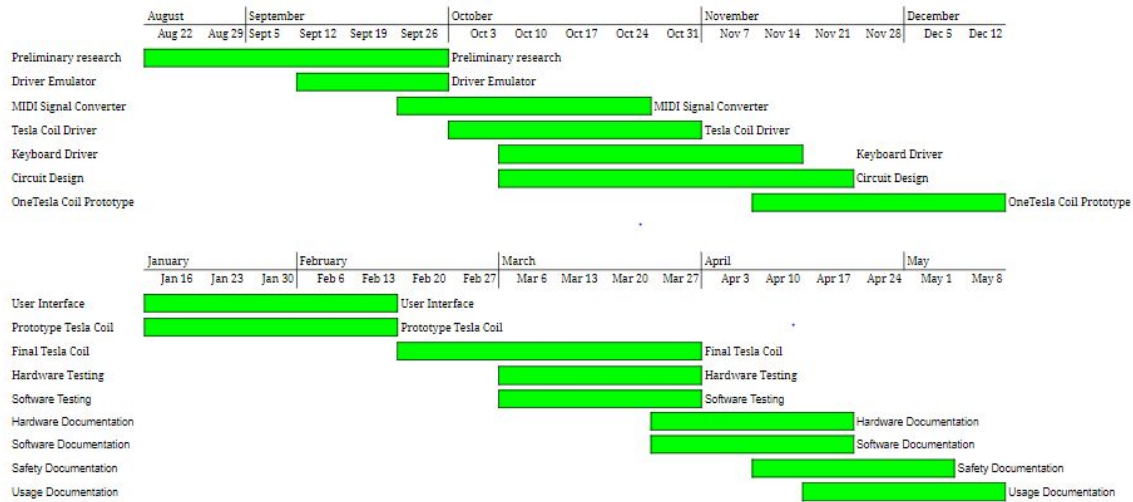 August September October November December
Aug 22 Aug 29 Sept 5 Sept 12 Sept 19 Sept 26 Oct 3 Oct 10 Oct 17 Oct 24 Oct 31 Nov 7 Nov 14 Nov 21 Nov 28 Dec 5 Dec 12
Preliminary research Preliminary research
Driver Emulator Driver Emulator
MIDI Signal Converter MIDI Signal Converter
Tesla Coil Driver Tesla Coil Driver
Keyboard Driver Keyboard Driver
Circuit Design Circuit Design
OneTesla Coil Prototype OneTesla Coil Prototype
January February March April May
Jan 16 Jan 23 Jan 30 Feb 6 Feb 13 Feb 20 Feb 27 Mar 6 Mar 13 Mar 20 Mar 27 Apr 3 Apr 10 Apr 17 Apr 24 May 1 May 8
User Interface User Interface
Prototype Tesla Coil Prototype Tesla Coil
Final Tesla Coil Final Tesla Coil
Hardware Testing Hardware Testing
Software Testing Software Testing
Hardware Documentation Hardware Documentation
Software Documentation Software Documentation
Safety Documentation Safety Documentation
Usage Documentation Usage Documentation